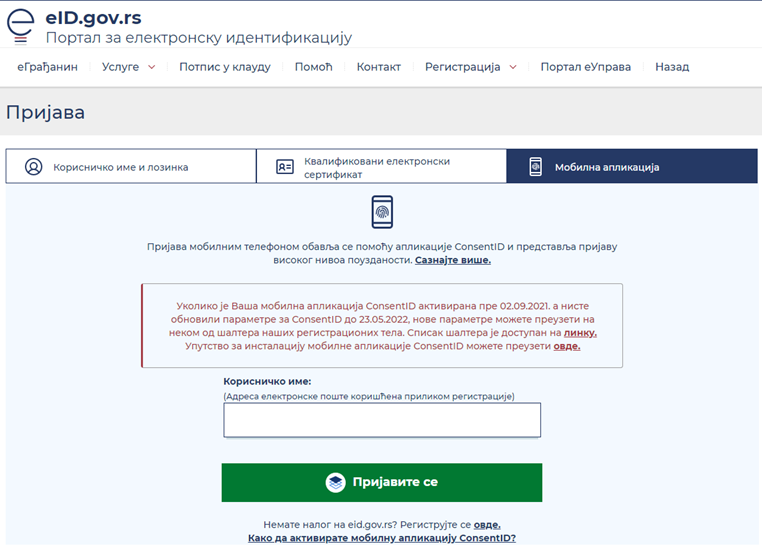 eID.gov.rs
Портал за електронску идентификацију
еГрађанин Услуге Потпис у клауду Помоћ Контакт Регистрација Портал еУправа Назад
Пријава
Корисничко име и лозинка
Квалификовани електронски
сертификат
Мобилна апликација
Пријава мобилним телефоном обавља се помоћу апликације ConsentID и представља пријаву
високог нивоа поузданости. Сазнајте више.
Уколико је Ваша мобилна апликација ConsentID активирана пре 02.09.2021. а нисте
обновили параметре за ConsentID до 23.05.2022, нове параметре можете преузети на
неком од шалтера наших регистрационих тела. Списак шалтера је доступан на линку.
Упутство за инсталацију мобилне апликације ConsentID можете преузети овде.
Корисничко име:
(Адреса електронске поште коришћена приликом регистрације)
Пријавите се
Немате налог на eid.gov.rs? Региструјте се овде.
Како да активирате мобилну апликацију ConsentID?